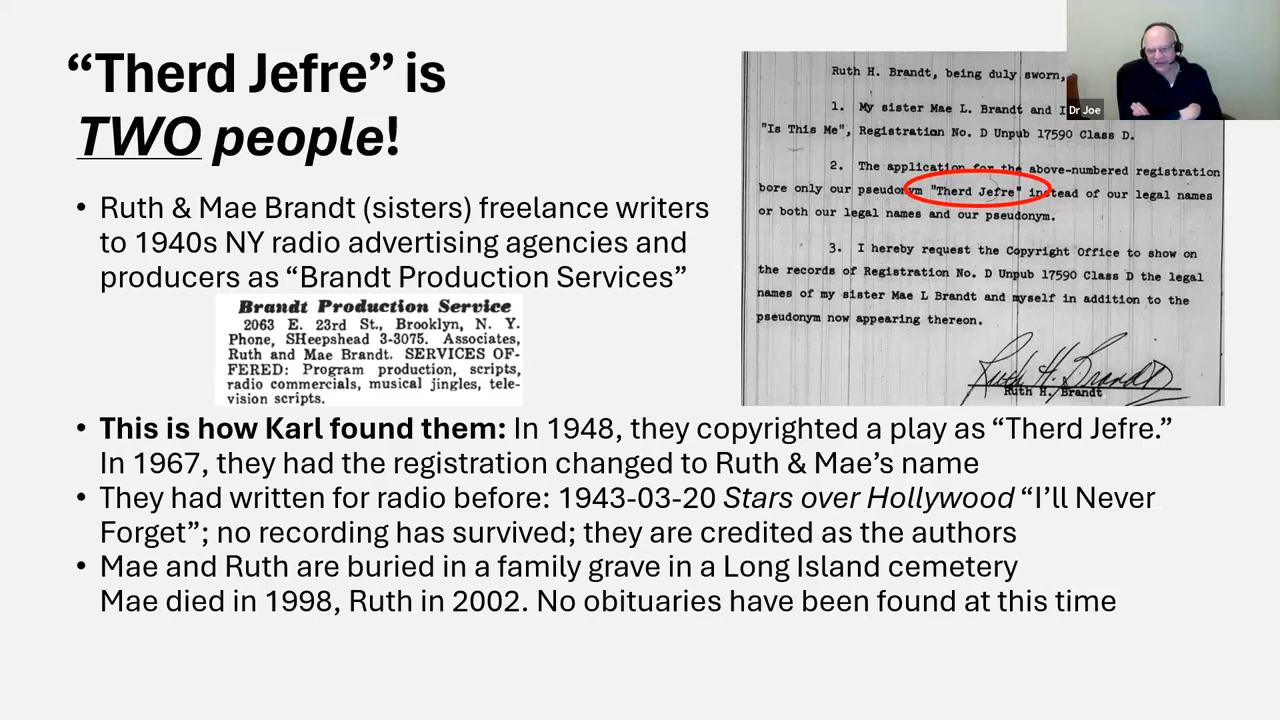 “Therd Jefre” is
TWO people!
• Ruth & Mae Brandt (sisters) freelance writers
to 1940s NY radio advertising agencies and
producers as “Brandt Production Services”
Brandt Production Service
2063 E. 23rd St., Brooklyn, N. Y.
Phone, SHeepshead 3-3075. Associates,
Ruth and Mae Brandt. SERVICES OF-
FERED: Program production, scripts,
radio commercials, musical jingles, tele-
vision scripts.
Ruth H. Brandt, being duly sworn,
1. My sister Mae L. Brandt and I
"Is This Me", Registration No. D Unpub 17590 Class D.
2. The application for the above-numbered registration
bore only our pseudonym "Therd Jefre" instead of our legal names
or both our legal names and our pseudonym.
3. I hereby request the Copyright Office to show on
the records of Registration No. D Unpub 17590 Class D the legal
names of my sister Mae L Brandt and myself in addition to the
pseudonym now appearing thereon.
Ruth H. Brandt
Ruth H. Brandt
Dr Joe
• This is how Karl found them: In 1948, they copyrighted a play as “Therd Jefre.”
In 1967, they had the registration changed to Ruth & Mae’s name
• They had written for radio before: 1943-03-20 Stars over Hollywood “I’ll Never
Forget”; no recording has survived; they are credited as the authors
• Mae and Ruth are buried in a family grave in a Long Island cemetery
Mae died in 1998, Ruth in 2002. No obituaries have been found at this time